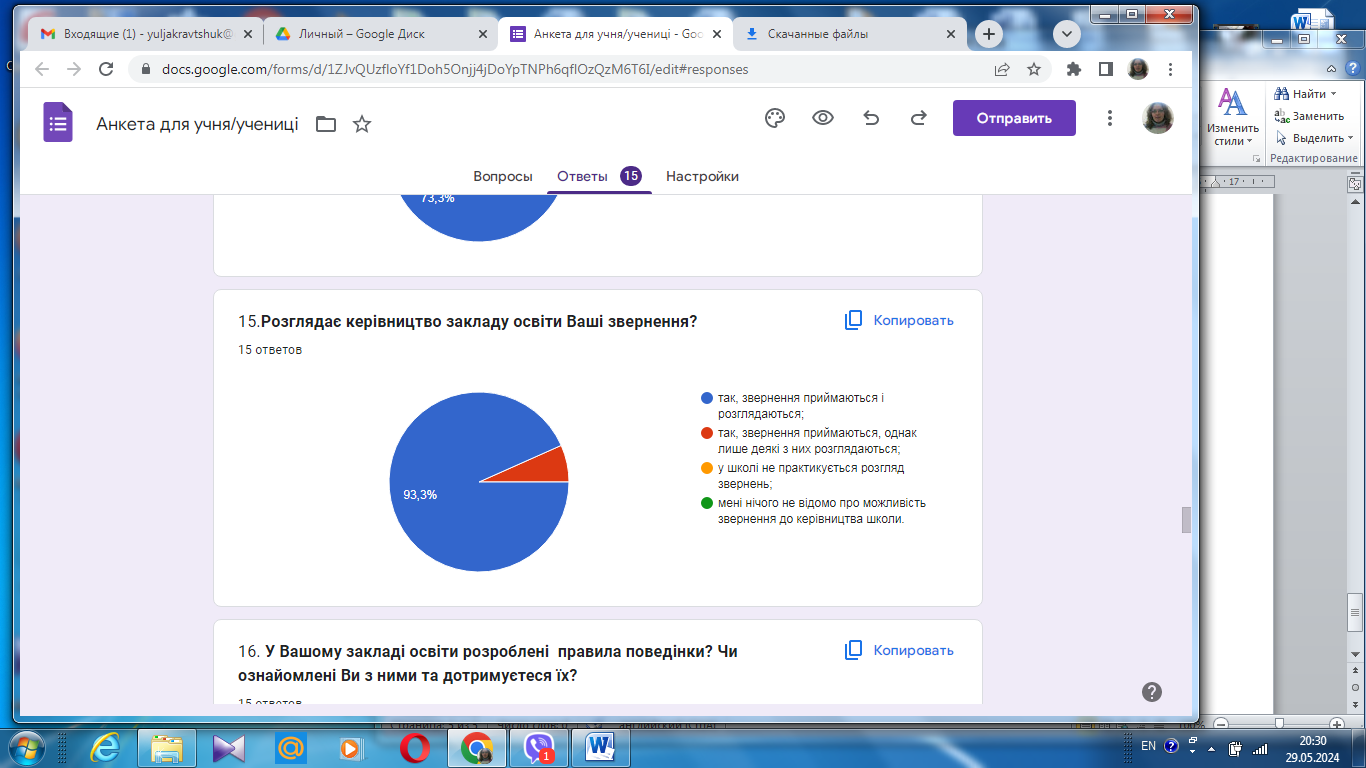 Входящие (1) - yuljakravtshuk@
Личный – Google Диск
Анкета для учня/учениці - Goo
Скачанные файлы
docs.google.com/forms/d/1ZJvQUzfloYf1Doh5Onjj4jDoYpTNPh6qflOzQzM6T6I/edit#responses
Анкета для учня/учениці
Отправить
Вопросы
Ответы 15
Настройки
73,3%
15.Розглядає керівництво закладу освіти Ваші звернення?
Копировать
15 ответов
93,3%
так, звернення приймаються і
розглядаються;
так, звернення приймаються, однак
лише деякі з них розглядаються;
у школі не практикується розгляд
звернень;
мені нічого не відомо про можливість
звернення до керівництва школи.
16. У Вашому закладі освіти розроблені правила поведінки? Чи
ознайомлені Ви з ними та дотримуєтеся їх?
Копировать
15 ответов
Изменить
стили
Найти
Заменить
Выделить
Редактирование
17
EN
1
20:30
29.05.2024